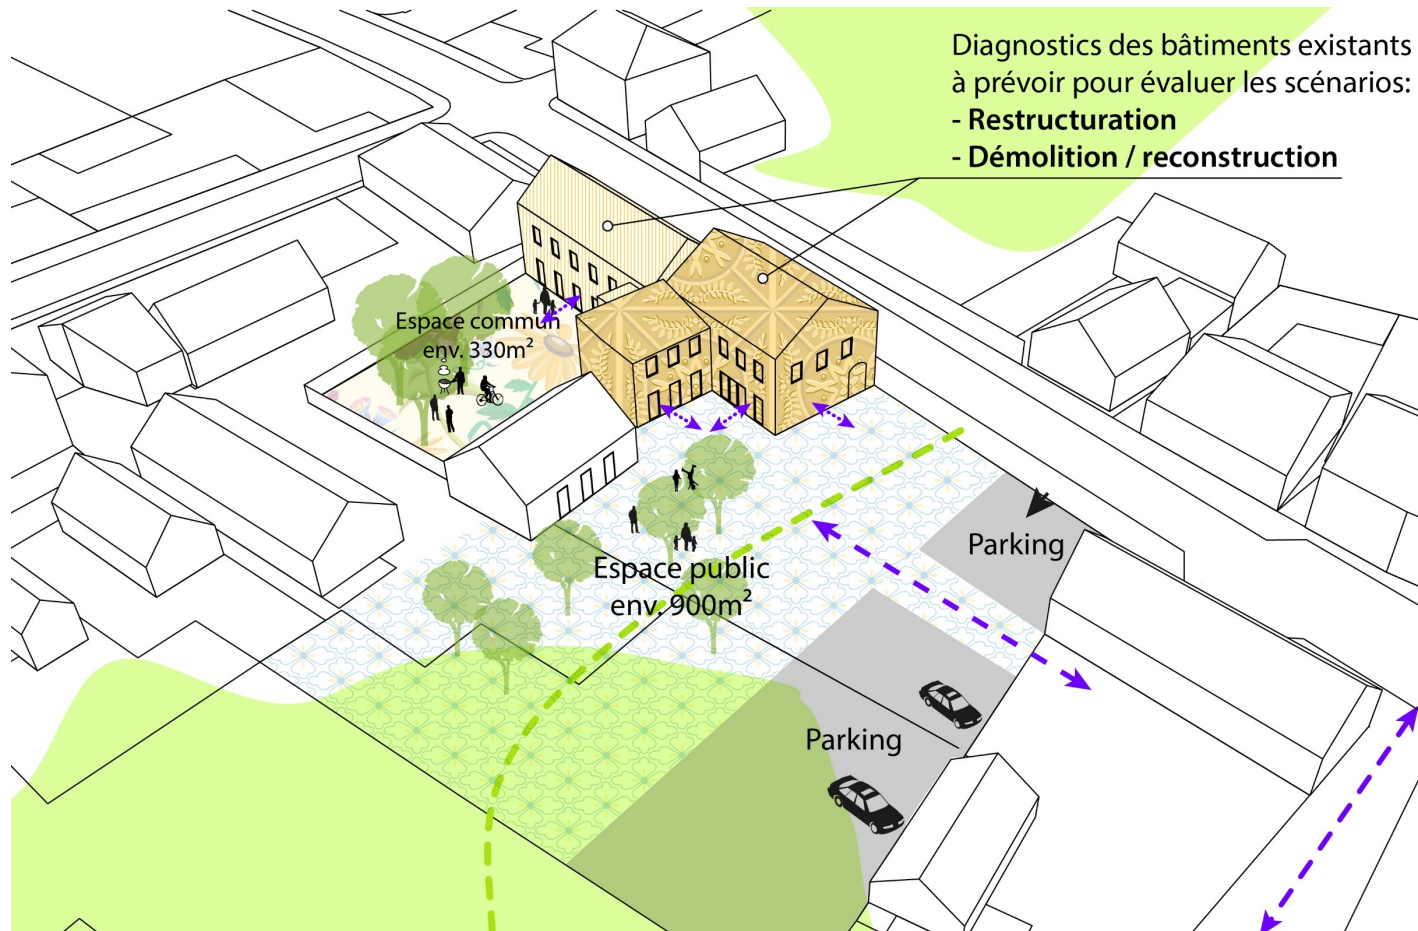 Diagnostics des bâtiments existants
à prévoir pour évaluer les scénarios:
- Restructuration
- Démolition / reconstruction
Espace commun
env. 330m²
Parking
Espace public
env. 900m²
Parking